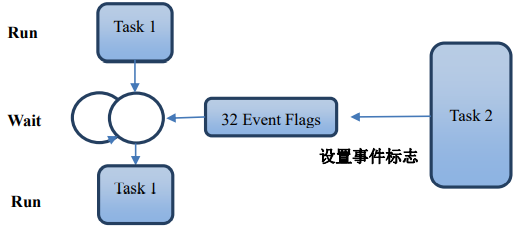 Run
Task 1
Wait
32 Event Flags
Task 2
设置事件标志
Run
Task 1